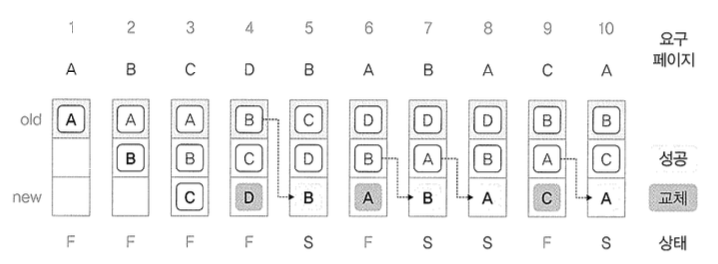 1 2 3 4 5 6 7 8 9 10 요구
페이지
A B C D B A B A C A
old A A A B C D D D B B
B B C D B A B A C 성공
new C D B A B A C A 교체
F F F F S F S S F S 상태